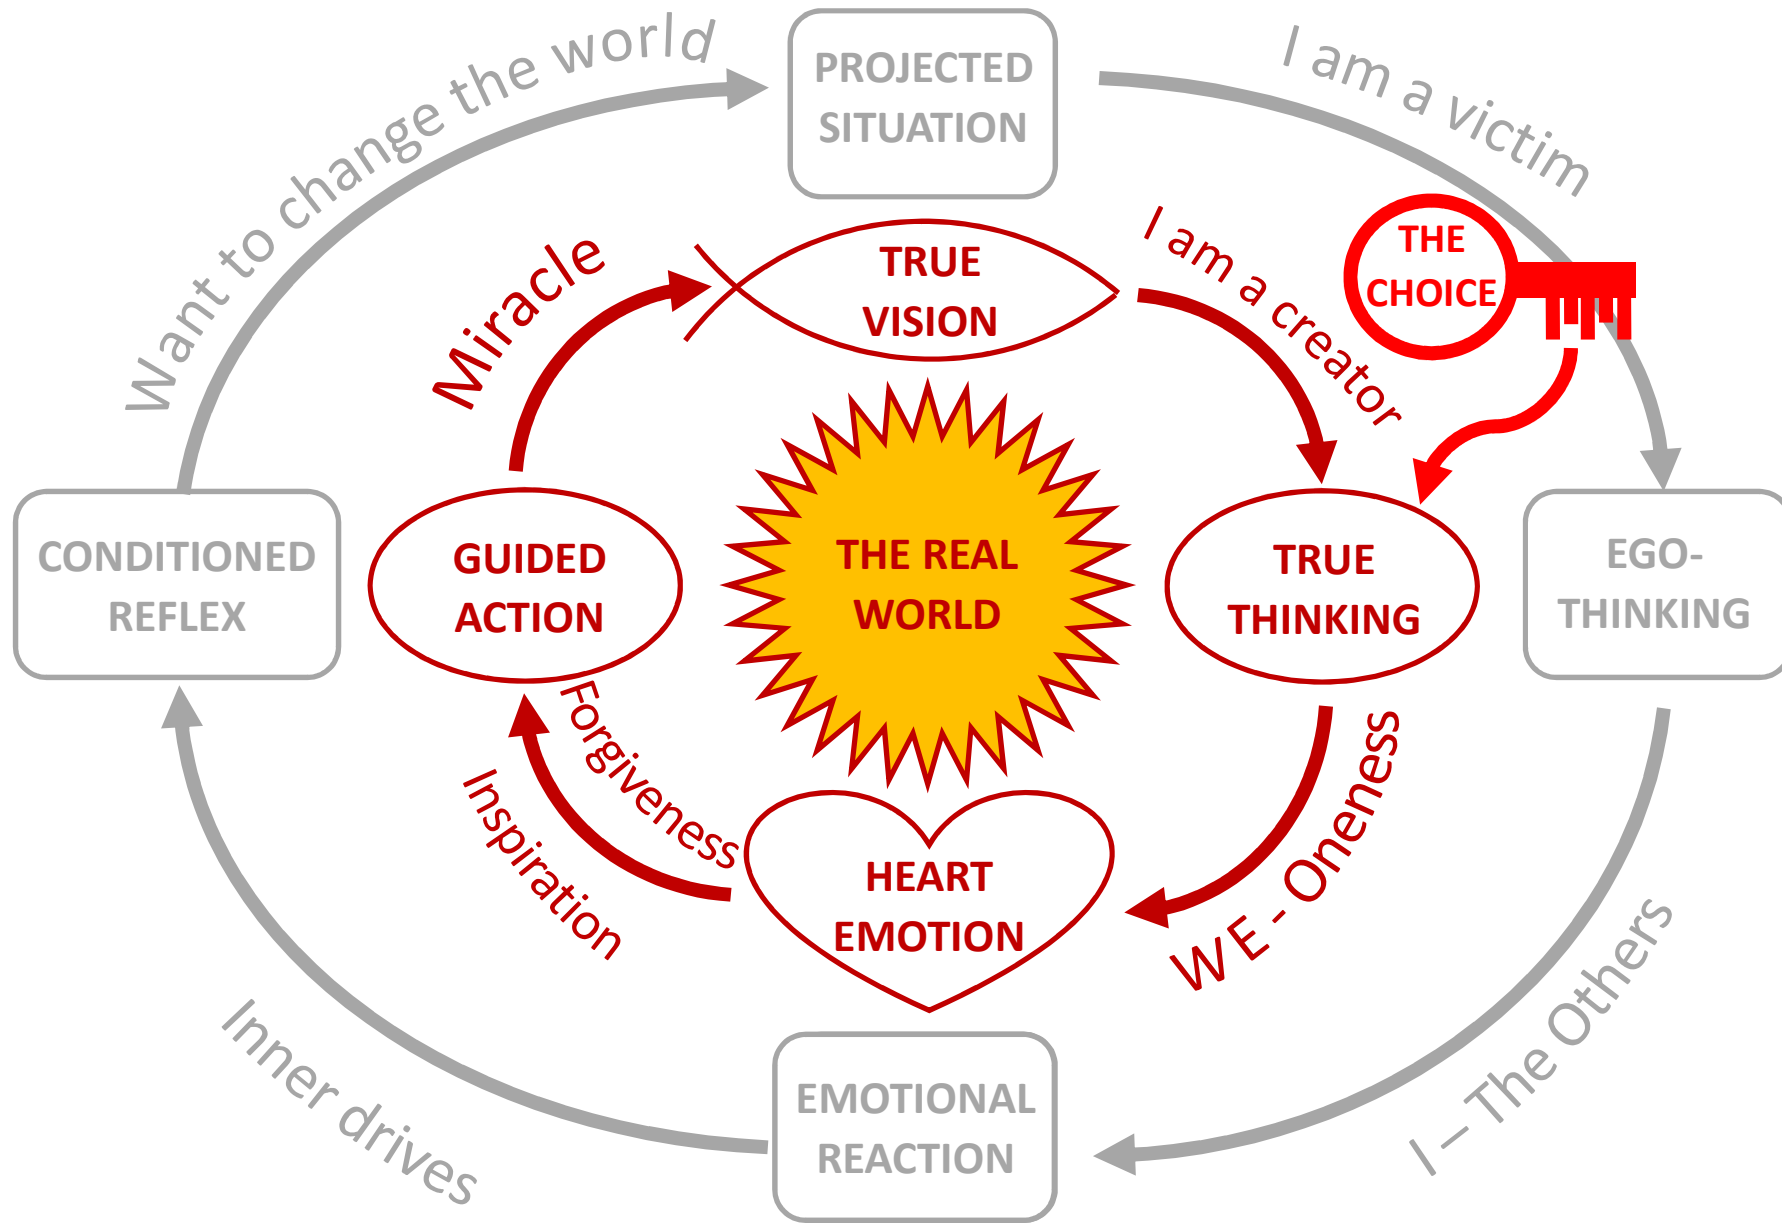 Want to change the world
PROJECTED
SITUATION
I am a victim
Miracle
TRUE
VISION
I am a creator
THE
CHOICE
CONDITIONED
REFLEX
GUIDED
ACTION
THE REAL
WORLD
TRUE
THINKING
EGO-
THINKING
Forgiveness
Inspiration
HEART
EMOTION
WE - Oneness
Inner drives
EMOTIONAL
REACTION
I – The Others